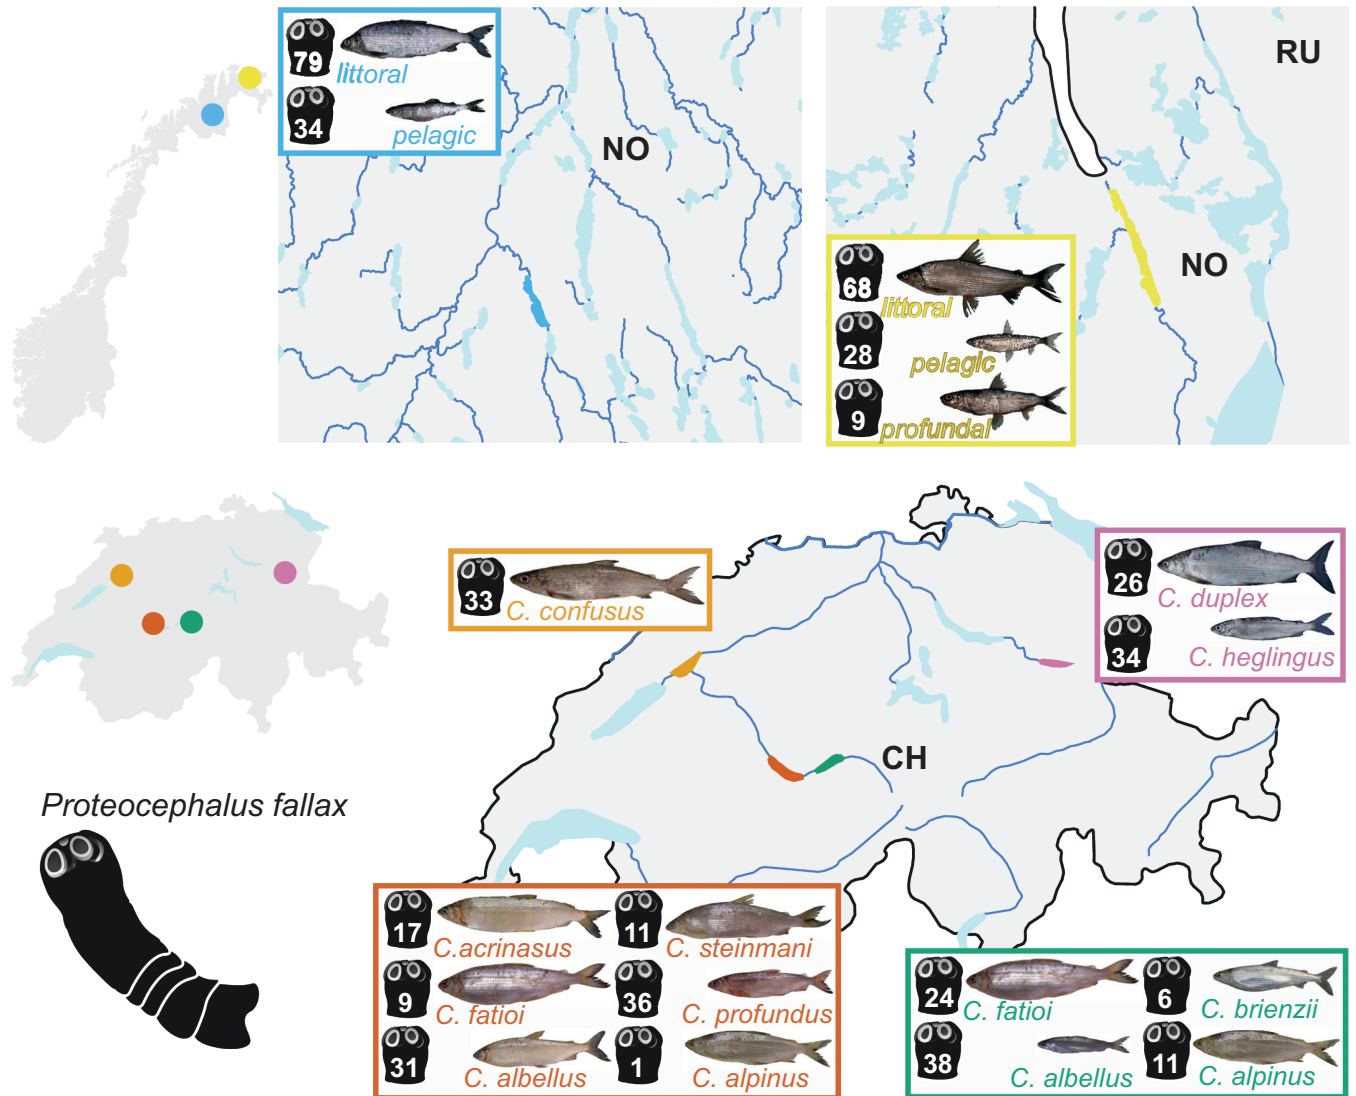 79
littoral
34
pelagic
NO
RU
NO
68
littoral
28
pelagic
9
profundal
33
C. confusus
26
C. duplex
34
C. heglingus
CH
Proteocephalus fallax
17
C.acrinasus
11
C. steinmani
9
C. fatioi
36
C. profundus
31
C. albellus
1
C. alpinus
24
C. fatioi
6
C. brienzii
38
C. albellus
11
C. alpinus